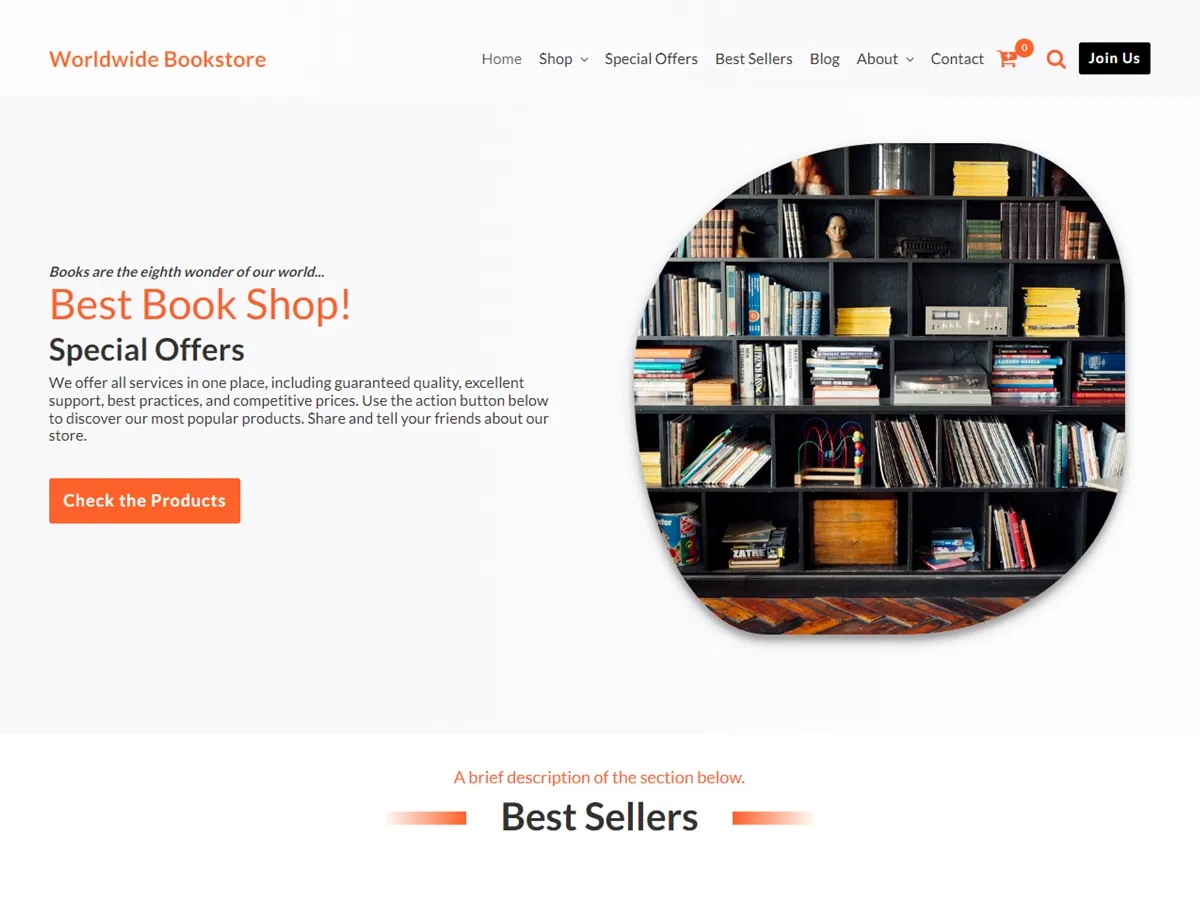 Worldwide Bookstore
Home Shop Special Offers Best Sellers Blog About Contact 0 Join Us
Books are the eighth wonder of our world...
Best Book Shop!
Special Offers
We offer all services in one place, including guaranteed quality, excellent
support, best practices, and competitive prices. Use the action button below
to discover our most popular products. Share and tell your friends about our
store.
Check the Products
ZATRE
A brief description of the section below.
Best Sellers